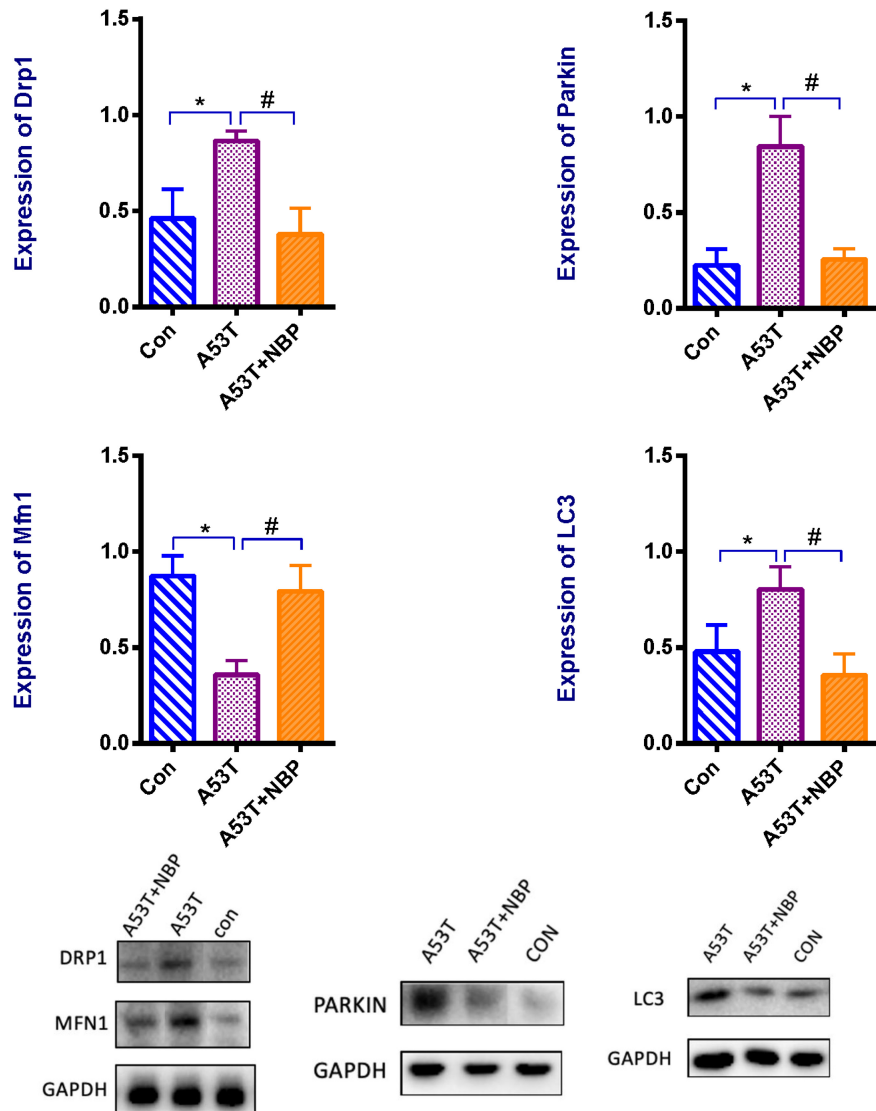 Expression of Drp1
1.5
1.0
0.5
0.0
*
#
Con
A53T
A53T+NBP
Expression of Parkin
1.5
1.0
0.5
0.0
*
#
Con
A53T
A53T+NBP
Expression of Mfn1
1.5
1.0
0.5
0.0
*
#
Con
A53T
A53T+NBP
Expression of LC3
1.5
1.0
0.5
0.0
*
#
Con
A53T
A53T+NBP
A53T+NBP
A53T
con
DRP1
MFN1
GAPDH
A53T
A53T+NBP
CON
PARKIN
GAPDH
A53T
A53T+NBP
CON
LC3
GAPDH